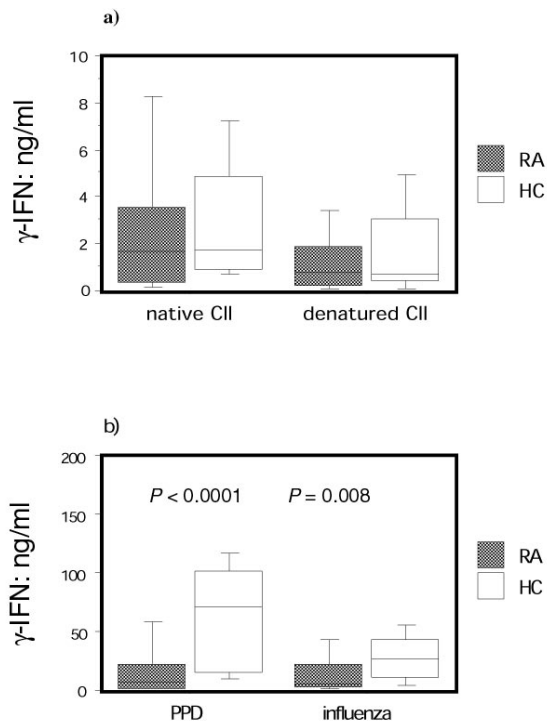 a)
10
8
6
4
2
0
γ-IFN: ng/ml
native CII
denatured CII
RA
HC
b)
200
150
100
50
0
γ-IFN: ng/ml
P < 0.0001
P = 0.008
PPD
influenza
RA
HC